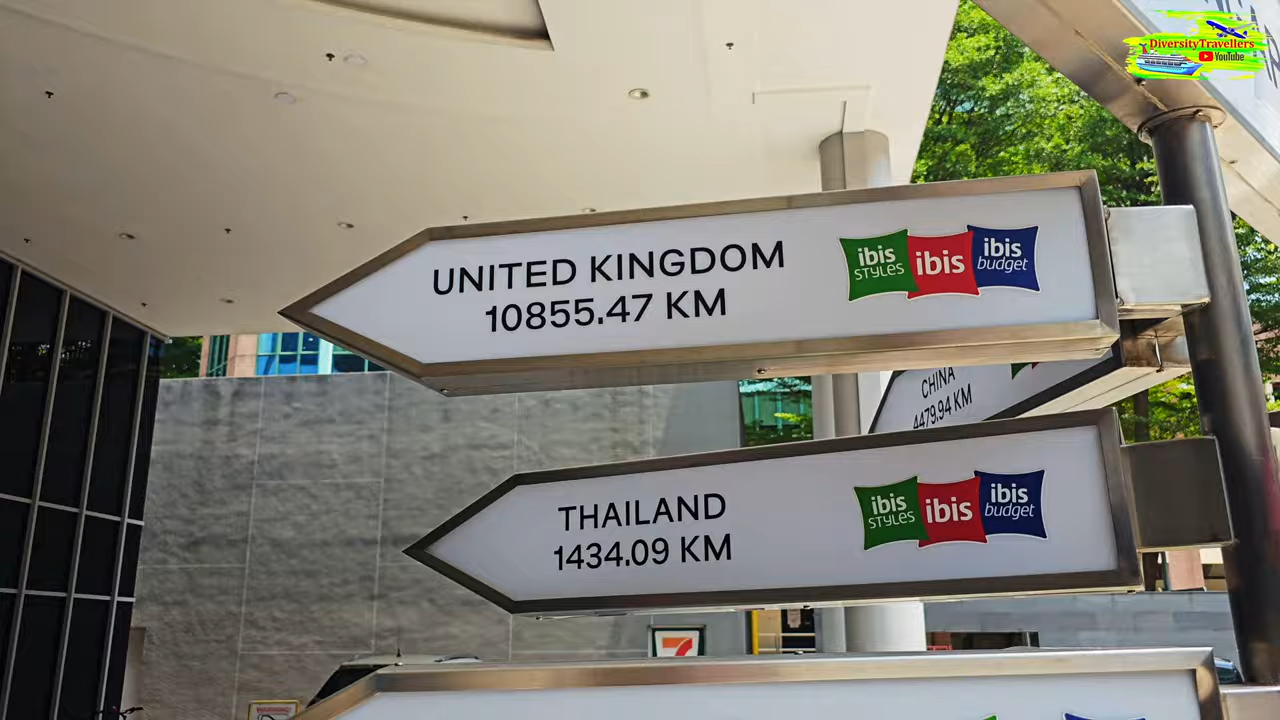 DiversityTravellers
YouTube
UNITED KINGDOM
10855.47 KM
ibis
STYLES
ibis
ibis
budget
CHINA
4479.94 KM
THAILAND
1434.09 KM
ibis
STYLES
ibis
ibis
budget
7